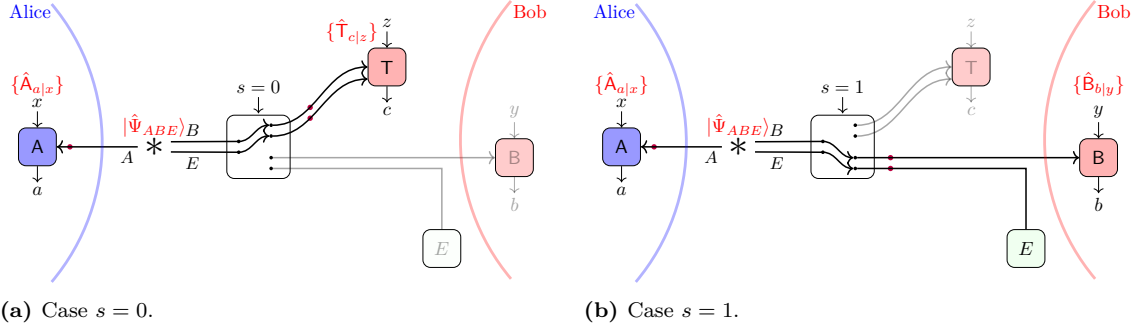 Alice
Bob
{T̂_{c|z}}
z
T
c
{Â_{a|x}}
x
A
a
s = 0
|Ψ̂_{ABE}⟩
B
A
E
y
B
b
E
(a) Case s = 0.
Alice
Bob
z
T
c
{Â_{a|x}}
x
A
a
s = 1
|Ψ̂_{ABE}⟩
B
A
E
{B̂_{b|y}}
y
B
b
E
(b) Case s = 1.